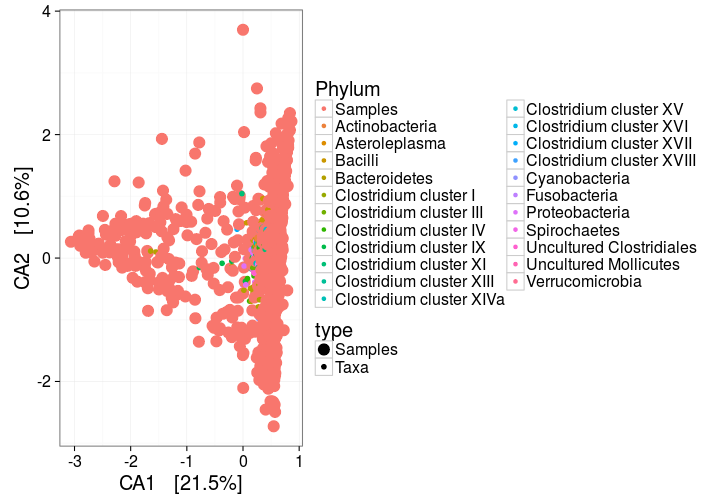 4
2
0
-2
-3
-2
-1
0
1
CA2 [10.6%]
CA1 [21.5%]
Phylum
Samples
Actinobacteria
Asteroleplasma
Bacilli
Bacteroidetes
Clostridium cluster I
Clostridium cluster III
Clostridium cluster IV
Clostridium cluster IX
Clostridium cluster XI
Clostridium cluster XIII
Clostridium cluster XIVa
Clostridium cluster XV
Clostridium cluster XVI
Clostridium cluster XVII
Clostridium cluster XVIII
Cyanobacteria
Fusobacteria
Proteobacteria
Spirochaetes
Uncultured Clostridiales
Uncultured Mollicutes
Verrucomicrobia
type
Samples
Taxa